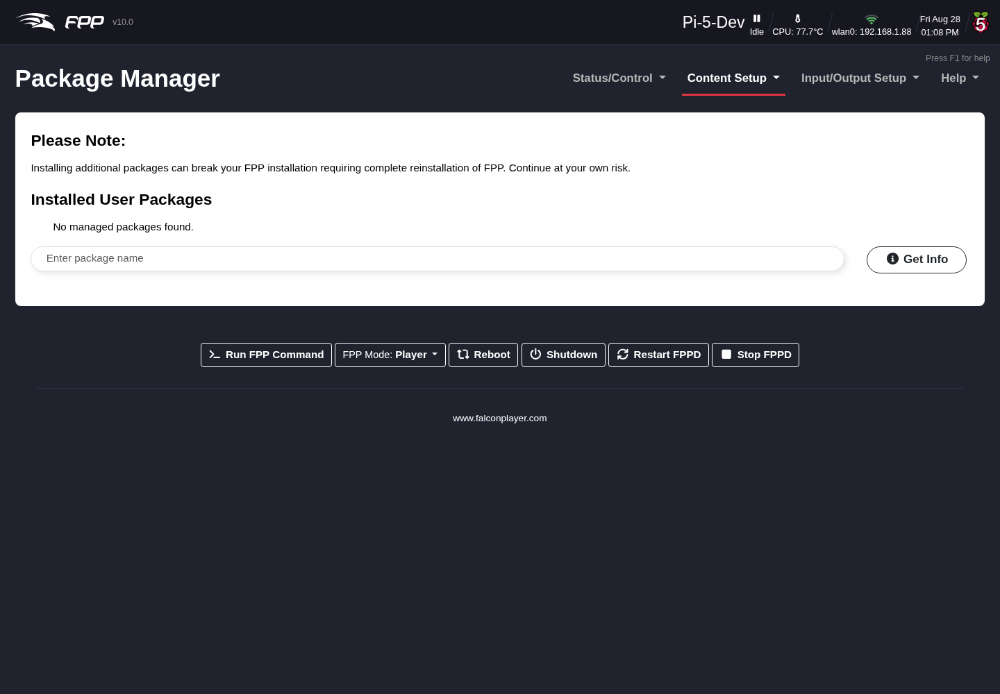 FPP v10.0
Pi-5-Dev
Idle
CPU: 77.7°C
wlan0: 192.168.1.88
Fri Aug 28
01:08 PM
5
Press F1 for help
Package Manager
Status/Control
Content Setup
Input/Output Setup
Help
Please Note:
Installing additional packages can break your FPP installation requiring complete reinstallation of FPP. Continue at your own risk.
Installed User Packages
No managed packages found.
Enter package name
Get Info
Run FPP Command
FPP Mode: Player
Reboot
Shutdown
Restart FPPD
Stop FPPD
www.falconplayer.com